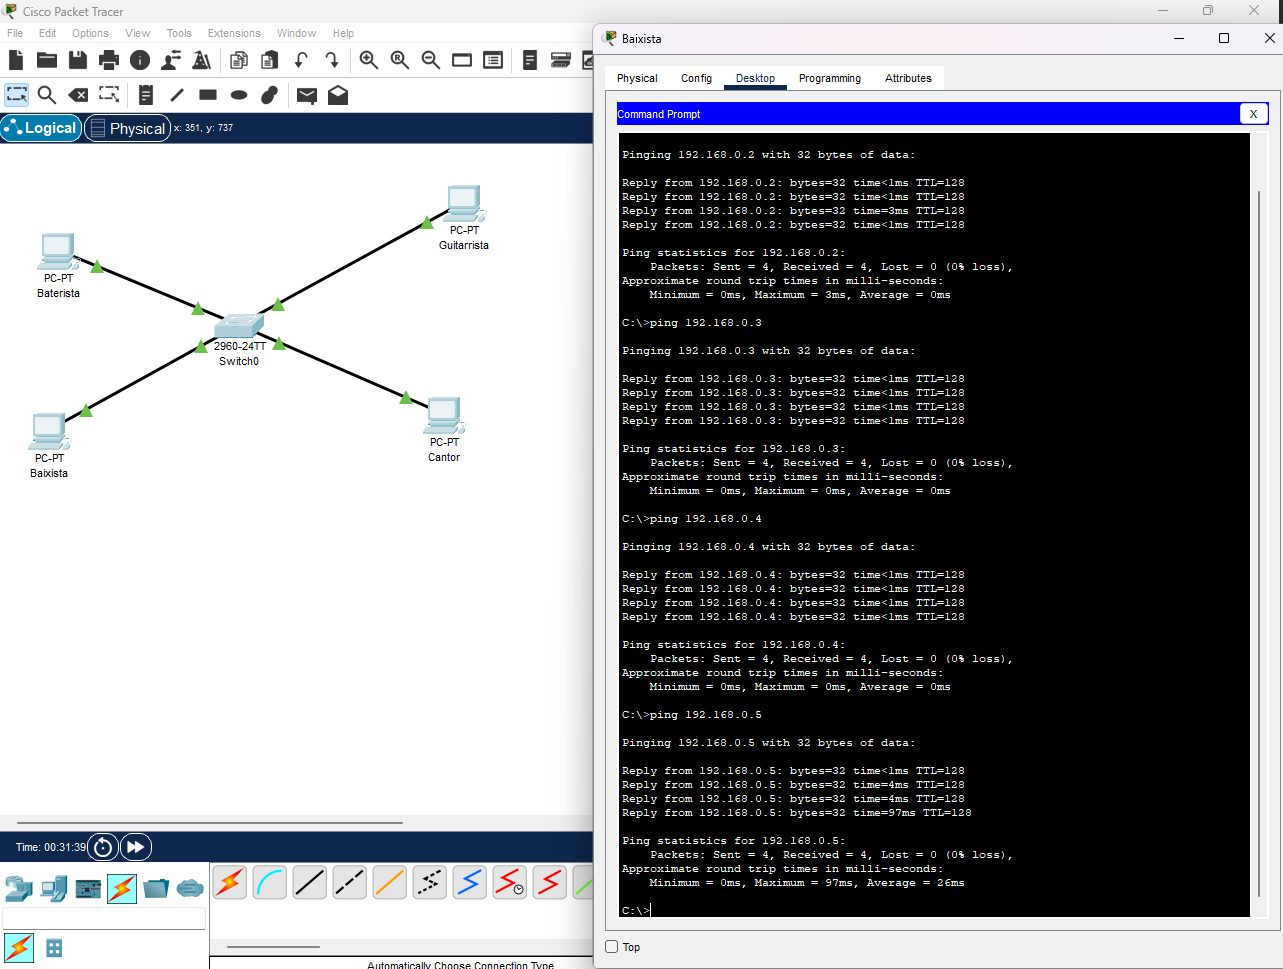 Cisco Packet Tracer
File Edit Options View Tools Extensions Window Help
Logical
Physical
x: 351, y: 737
PC-PT
Guitarrista
PC-PT
Baterista
2960-24TT
Switch0
PC-PT
Baixista
PC-PT
Cantor
Time: 00:31:39
Automatically Choose Connection Type
Baixista
Physical Config Desktop Programming Attributes
Command Prompt
X
Pinging 192.168.0.2 with 32 bytes of data:
Reply from 192.168.0.2: bytes=32 time<1ms TTL=128
Reply from 192.168.0.2: bytes=32 time<1ms TTL=128
Reply from 192.168.0.2: bytes=32 time=3ms TTL=128
Reply from 192.168.0.2: bytes=32 time<1ms TTL=128
Ping statistics for 192.168.0.2:
Packets: Sent = 4, Received = 4, Lost = 0 (0% loss),
Approximate round trip times in milli-seconds:
Minimum = 0ms, Maximum = 3ms, Average = 0ms
C:\>ping 192.168.0.3
Pinging 192.168.0.3 with 32 bytes of data:
Reply from 192.168.0.3: bytes=32 time<1ms TTL=128
Reply from 192.168.0.3: bytes=32 time<1ms TTL=128
Reply from 192.168.0.3: bytes=32 time<1ms TTL=128
Reply from 192.168.0.3: bytes=32 time<1ms TTL=128
Ping statistics for 192.168.0.3:
Packets: Sent = 4, Received = 4, Lost = 0 (0% loss),
Approximate round trip times in milli-seconds:
Minimum = 0ms, Maximum = 0ms, Average = 0ms
C:\>ping 192.168.0.4
Pinging 192.168.0.4 with 32 bytes of data:
Reply from 192.168.0.4: bytes=32 time<1ms TTL=128
Reply from 192.168.0.4: bytes=32 time<1ms TTL=128
Reply from 192.168.0.4: bytes=32 time<1ms TTL=128
Reply from 192.168.0.4: bytes=32 time<1ms TTL=128
Ping statistics for 192.168.0.4:
Packets: Sent = 4, Received = 4, Lost = 0 (0% loss),
Approximate round trip times in milli-seconds:
Minimum = 0ms, Maximum = 0ms, Average = 0ms
C:\>ping 192.168.0.5
Pinging 192.168.0.5 with 32 bytes of data:
Reply from 192.168.0.5: bytes=32 time<1ms TTL=128
Reply from 192.168.0.5: bytes=32 time=4ms TTL=128
Reply from 192.168.0.5: bytes=32 time=4ms TTL=128
Reply from 192.168.0.5: bytes=32 time=97ms TTL=128
Ping statistics for 192.168.0.5:
Packets: Sent = 4, Received = 4, Lost = 0 (0% loss),
Approximate round trip times in milli-seconds:
Minimum = 0ms, Maximum = 97ms, Average = 26ms
C:\>
Top